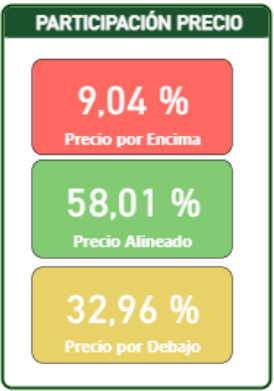 PARTICIPACIÓN PRECIO
9,04 %
Precio por Encima
58,01 %
Precio Alineado
32,96 %
Precio por Debajo